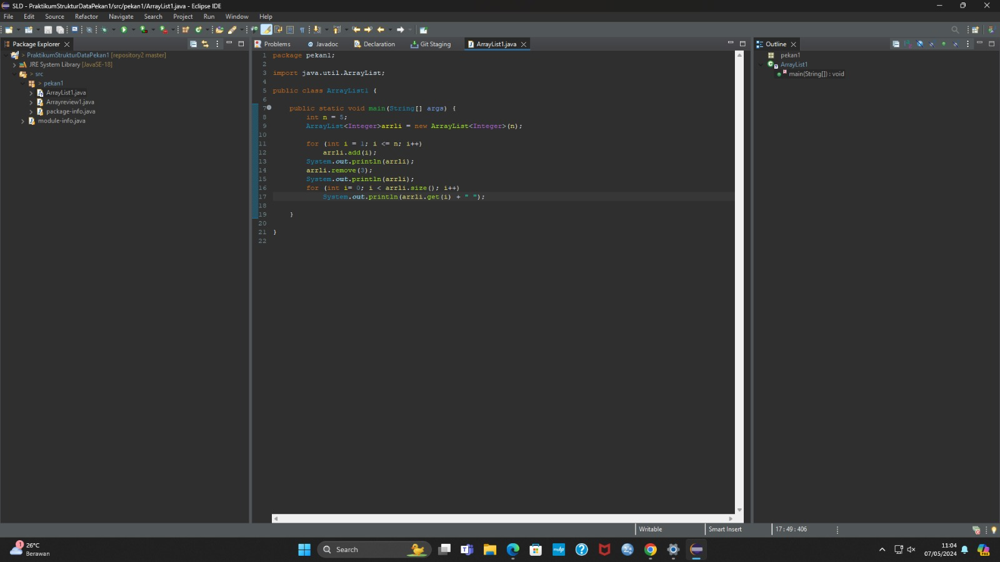 SLD - PraktikumStrukturDataPekan1/src/pekan1/ArrayList1.java - Eclipse IDE
File Edit Source Refactor Navigate Search Project Run Window Help
Package Explorer
> PraktikumStrukturDataPekan1 [repository2 master]
JRE System Library [JavaSE-18]
> src
> pekan1
ArrayList1.java
Arrayreview1.java
package-info.java
module-info.java
Problems Javadoc Declaration Git Staging ArrayList1.java
1 package pekan1;
2
3 import java.util.ArrayList;
4
5 public class ArrayList1 {
6
7 public static void main(String[] args) {
8 int n = 5;
9 ArrayList<Integer>arrli = new ArrayList<Integer>(n);
10
11 for (int i = 1; i <= n; i++)
12 arrli.add(i);
13 System.out.println(arrli);
14 arrli.remove(3);
15 System.out.println(arrli);
16 for (int i= 0; i < arrli.size(); i++)
17 System.out.println(arrli.get(i) + " ");
18
19 }
20
21 }
22
Outline
pekan1
ArrayList1
main(String[]) : void
Writable Smart Insert 17 : 49 : 406
1
26°C
Berawan
Search
11:04
07/05/2024